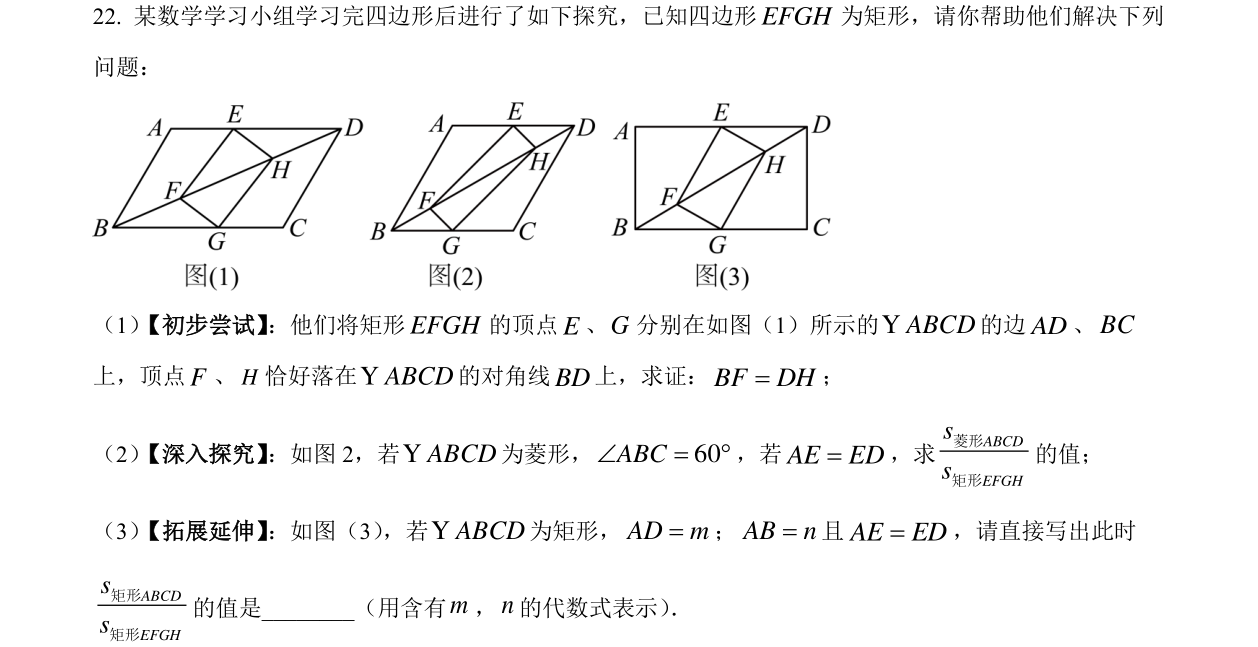 22. 某数学学习小组学习完四边形后进行了如下探究，已知四边形 EFGH 为矩形，请你帮助他们解决下列
问题：
A E D H F B G C
图(1)
A E D H F B G C
图(2)
A E D H F B G C
图(3)
（1）【初步尝试】：他们将矩形 EFGH 的顶点 E 、G 分别在如图（1）所示的Y ABCD 的边 AD 、BC
上，顶点 F 、H 恰好落在Y ABCD 的对角线 BD 上，求证：BF = DH ；
（2）【深入探究】：如图 2，若Y ABCD 为菱形，∠ABC = 60°，若 AE = ED ，求 s菱形ABCD / s矩形EFGH 的值；
（3）【拓展延伸】：如图（3），若Y ABCD 为矩形，AD = m ；AB = n 且 AE = ED ，请直接写出此时
s矩形ABCD / s矩形EFGH 的值是________（用含有 m ，n 的代数式表示）.